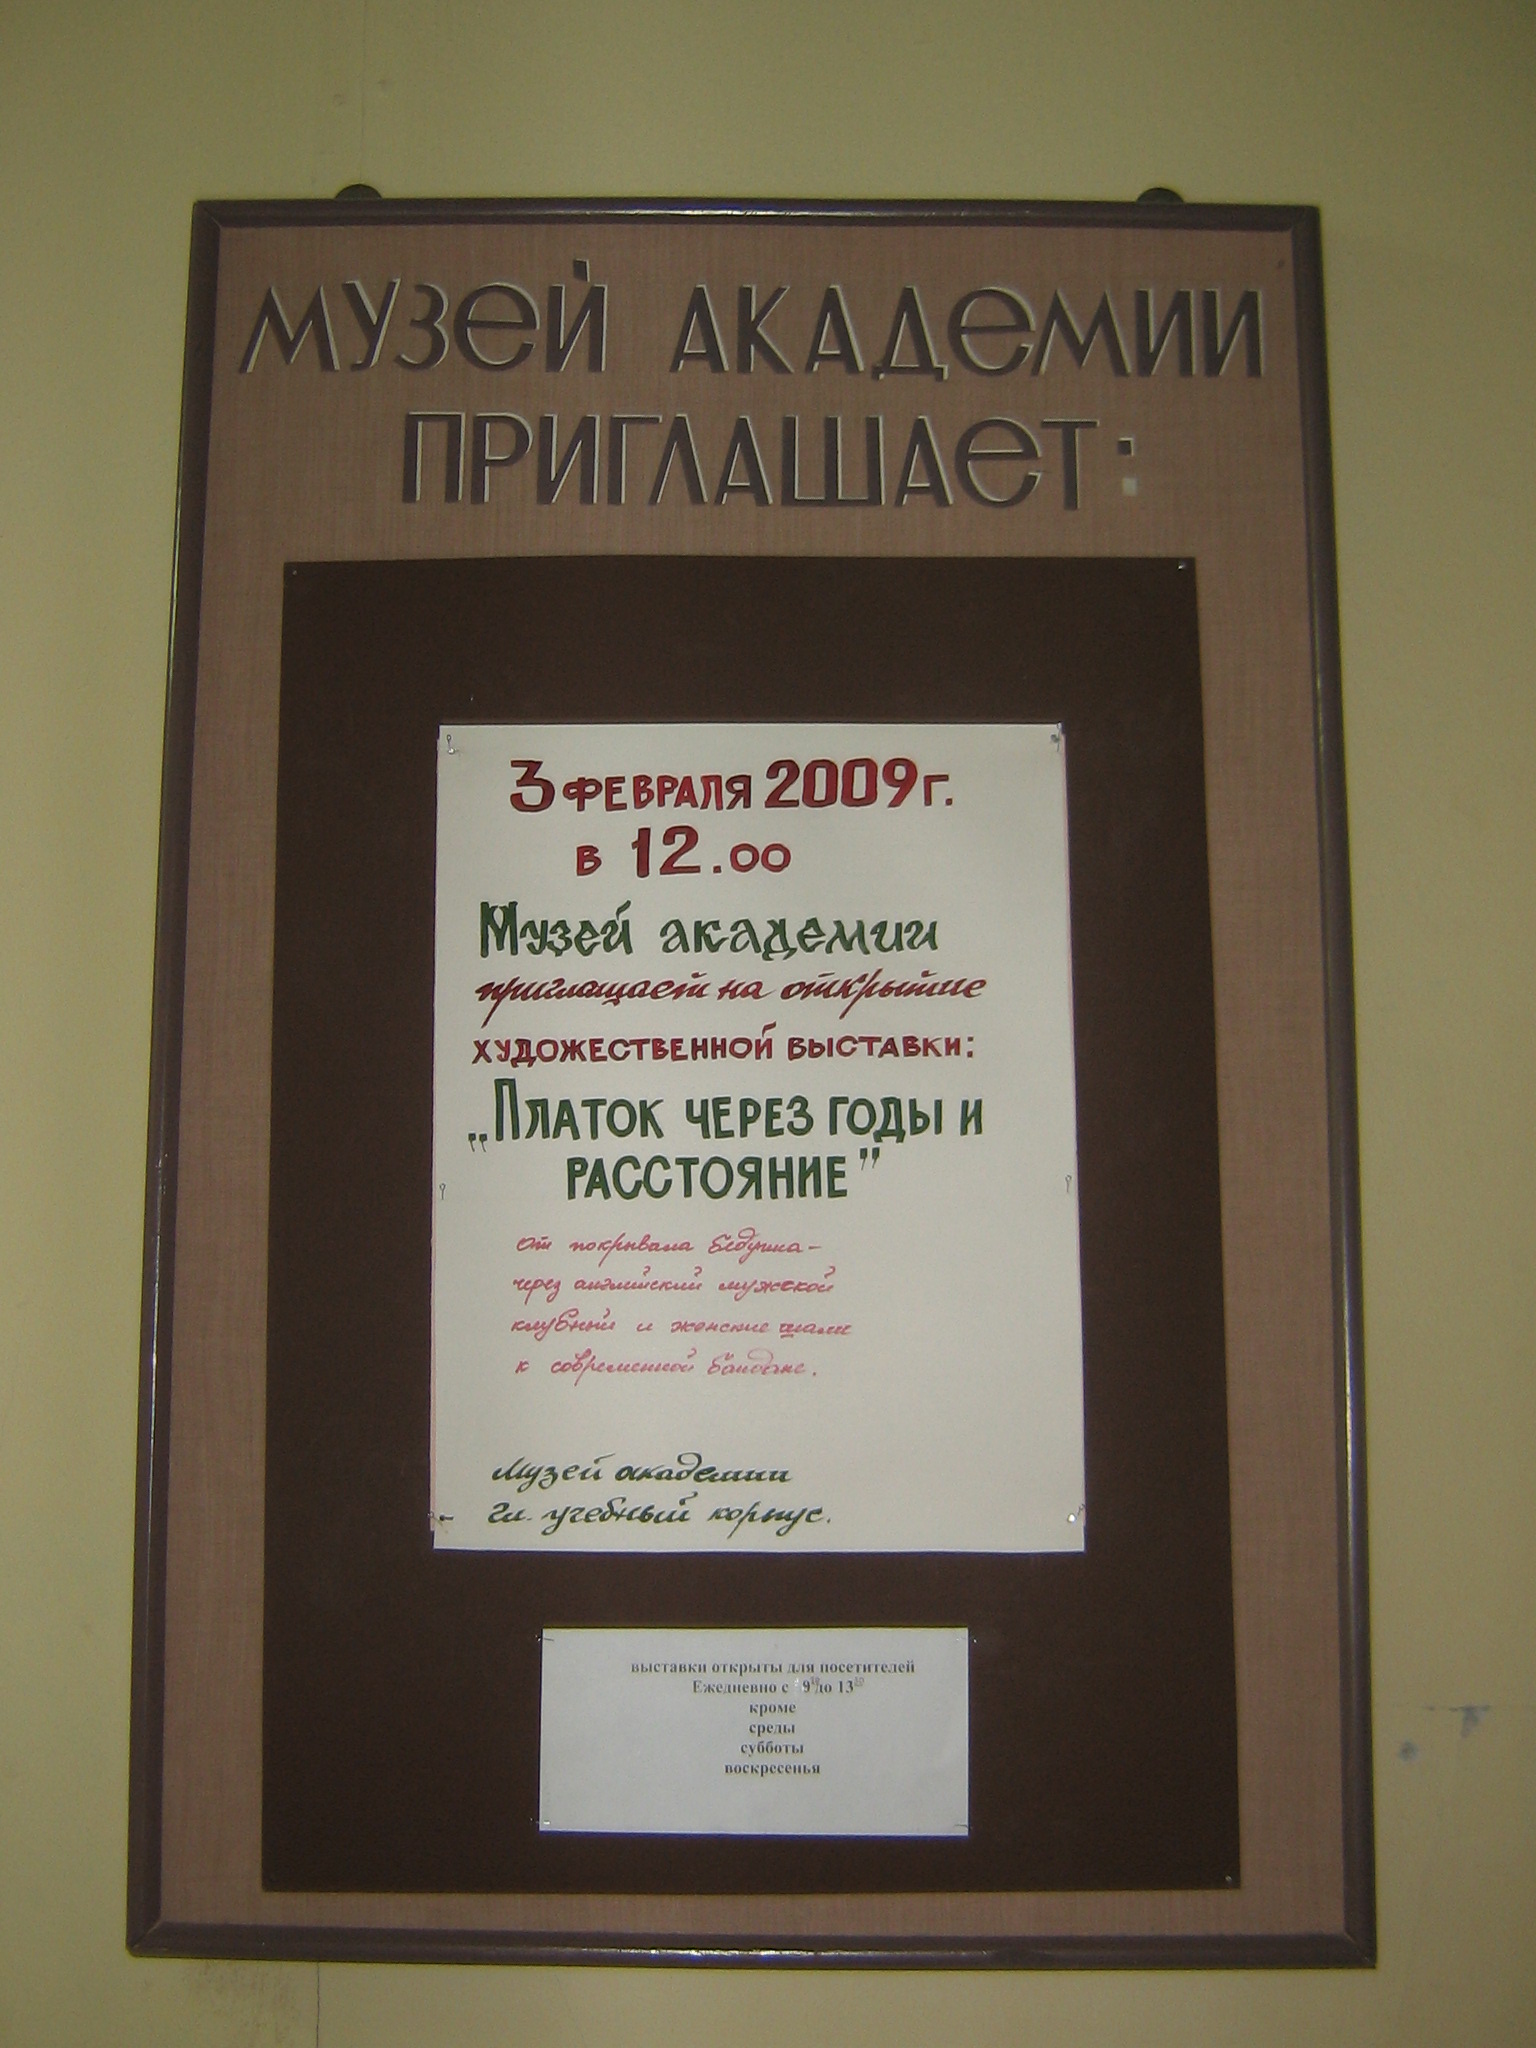 МУЗЕЙ АКАДЕМИИ
ПРИГЛАШАЕТ:
3 ФЕВРАЛЯ 2009г.
в 12.00
Музей академии
приглашает на открытие
ХУДОЖЕСТВЕННОЙ ВЫСТАВКИ:
„ПЛАТОК ЧЕРЕЗ ГОДЫ И
РАССТОЯНИЕ"
от покрывала бедуина –
через английский мужской
клубный и женские шали
к современной бандане.
Музей академии
гл. учебный корпус.
выставки открыты для посетителей
Ежедневно с 9 до 13
кроме
среды
субботы
воскресенья